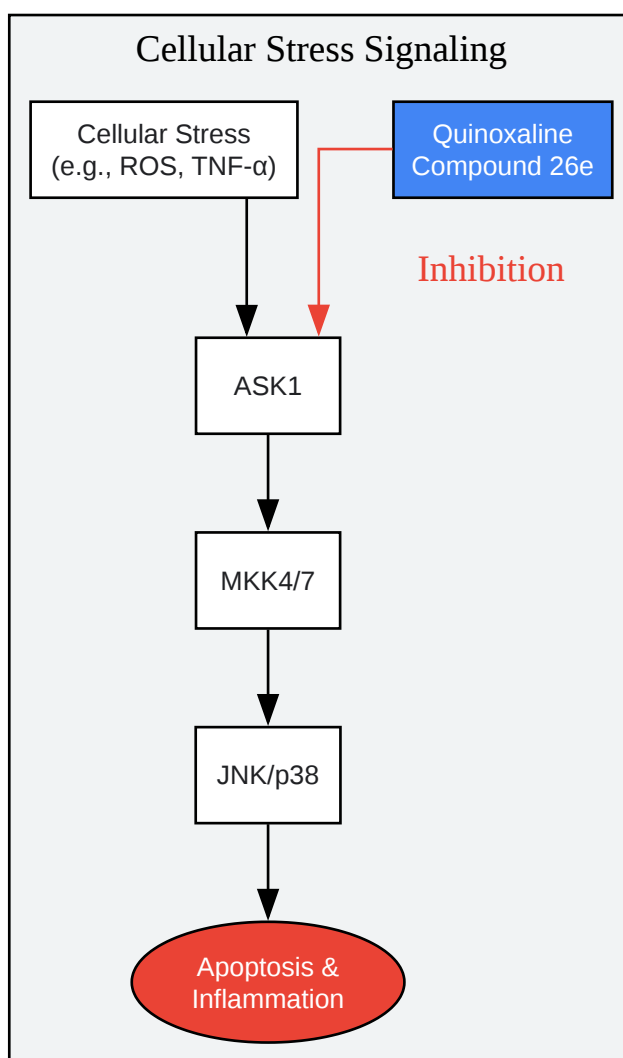 Cellular Stress Signaling
Cellular Stress
(e.g., ROS, TNF-α)
Quinoxaline
Compound 26e
Inhibition
ASK1
MKK4/7
JNK/p38
Apoptosis &
Inflammation